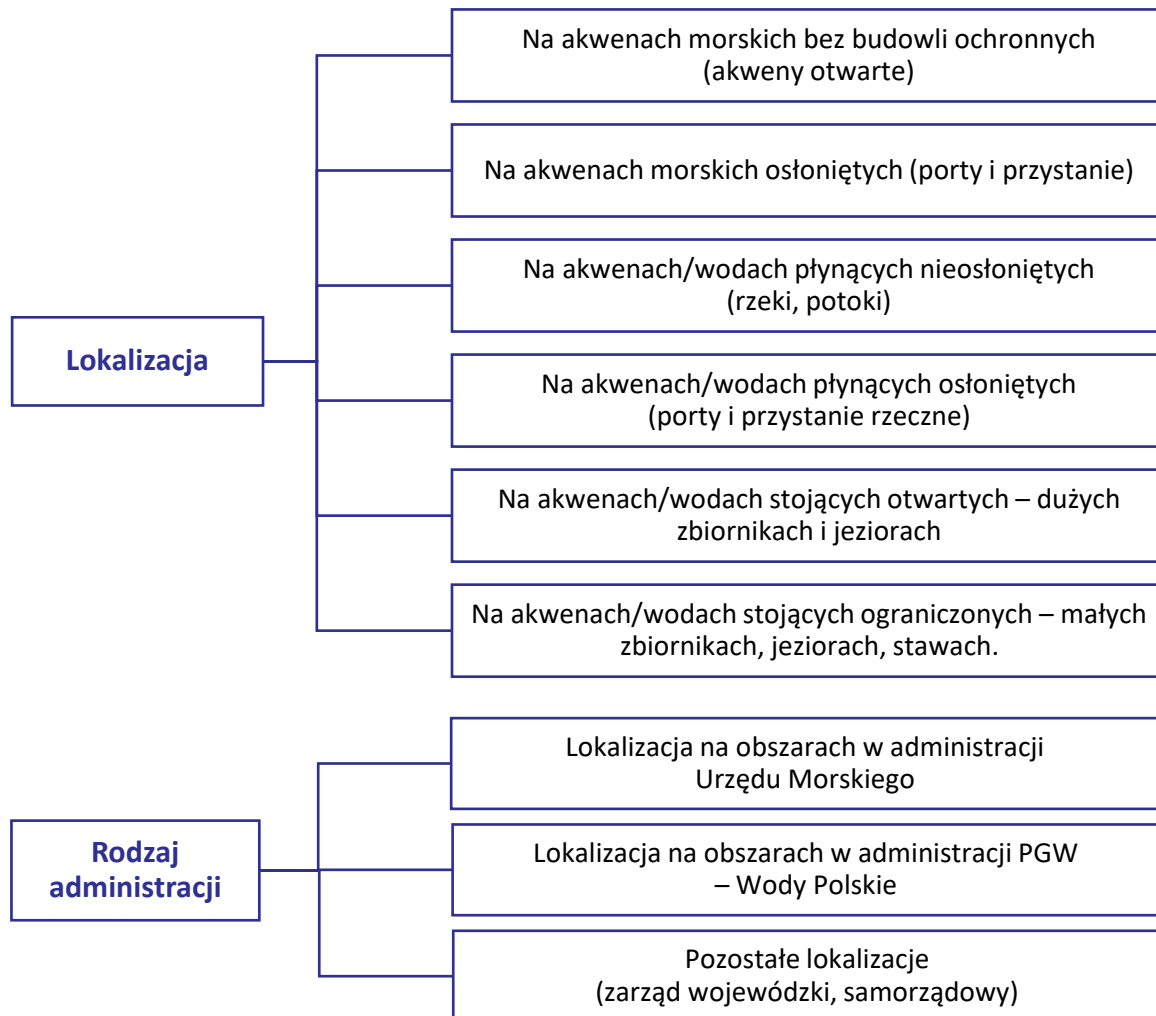 Na akwenach morskich bez budowli ochronnych
(akweny otwarte)
Na akwenach morskich osłoniętych (porty i przystanie)
Na akwenach/wodach płynących nieosłoniętych
(rzeki, potoki)
Lokalizacja
Na akwenach/wodach płynących osłoniętych
(porty i przystanie rzeczne)
Na akwenach/wodach stojących otwartych – dużych
zbiornikach i jeziorach
Na akwenach/wodach stojących ograniczonych – małych
zbiornikach, jeziorach, stawach.
Lokalizacja na obszarach w administracji
Urzędu Morskiego
Rodzaj
administracji
Lokalizacja na obszarach w administracji PGW
– Wody Polskie
Pozostałe lokalizacje
(zarząd wojewódzki, samorządowy)